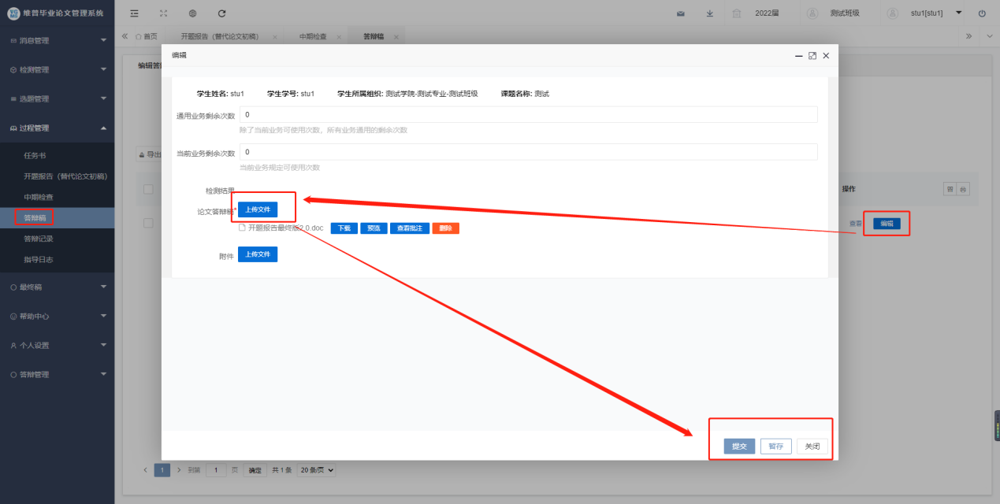 维普毕业论文管理系统
2022届
测试班级
stu1[stu1]
首页
开题报告（替代论文初稿）
中期检查
答辩稿
消息管理
检测管理
选题管理
过程管理
任务书
开题报告（替代论文初稿）
中期检查
答辩稿
答辩记录
指导日志
最终稿
帮助中心
个人设置
答辩管理
编辑答
导出
编辑
学生姓名: stu1
学生学号: stu1
学生所属组织: 测试学院-测试专业-测试班级
课题名称: 测试
通用业务剩余次数
0
除了当前业务可使用次数，所有业务通用的剩余次数
当前业务剩余次数
0
当前业务规定可使用次数
检测结果
论文答辩稿*
上传文件
开题报告最终版2.0.doc
下载
预览
查看批注
删除
附件
上传文件
操作
查看
编辑
提交
暂存
关闭
1
到第
1
页
确定
共 1 条
20 条/页